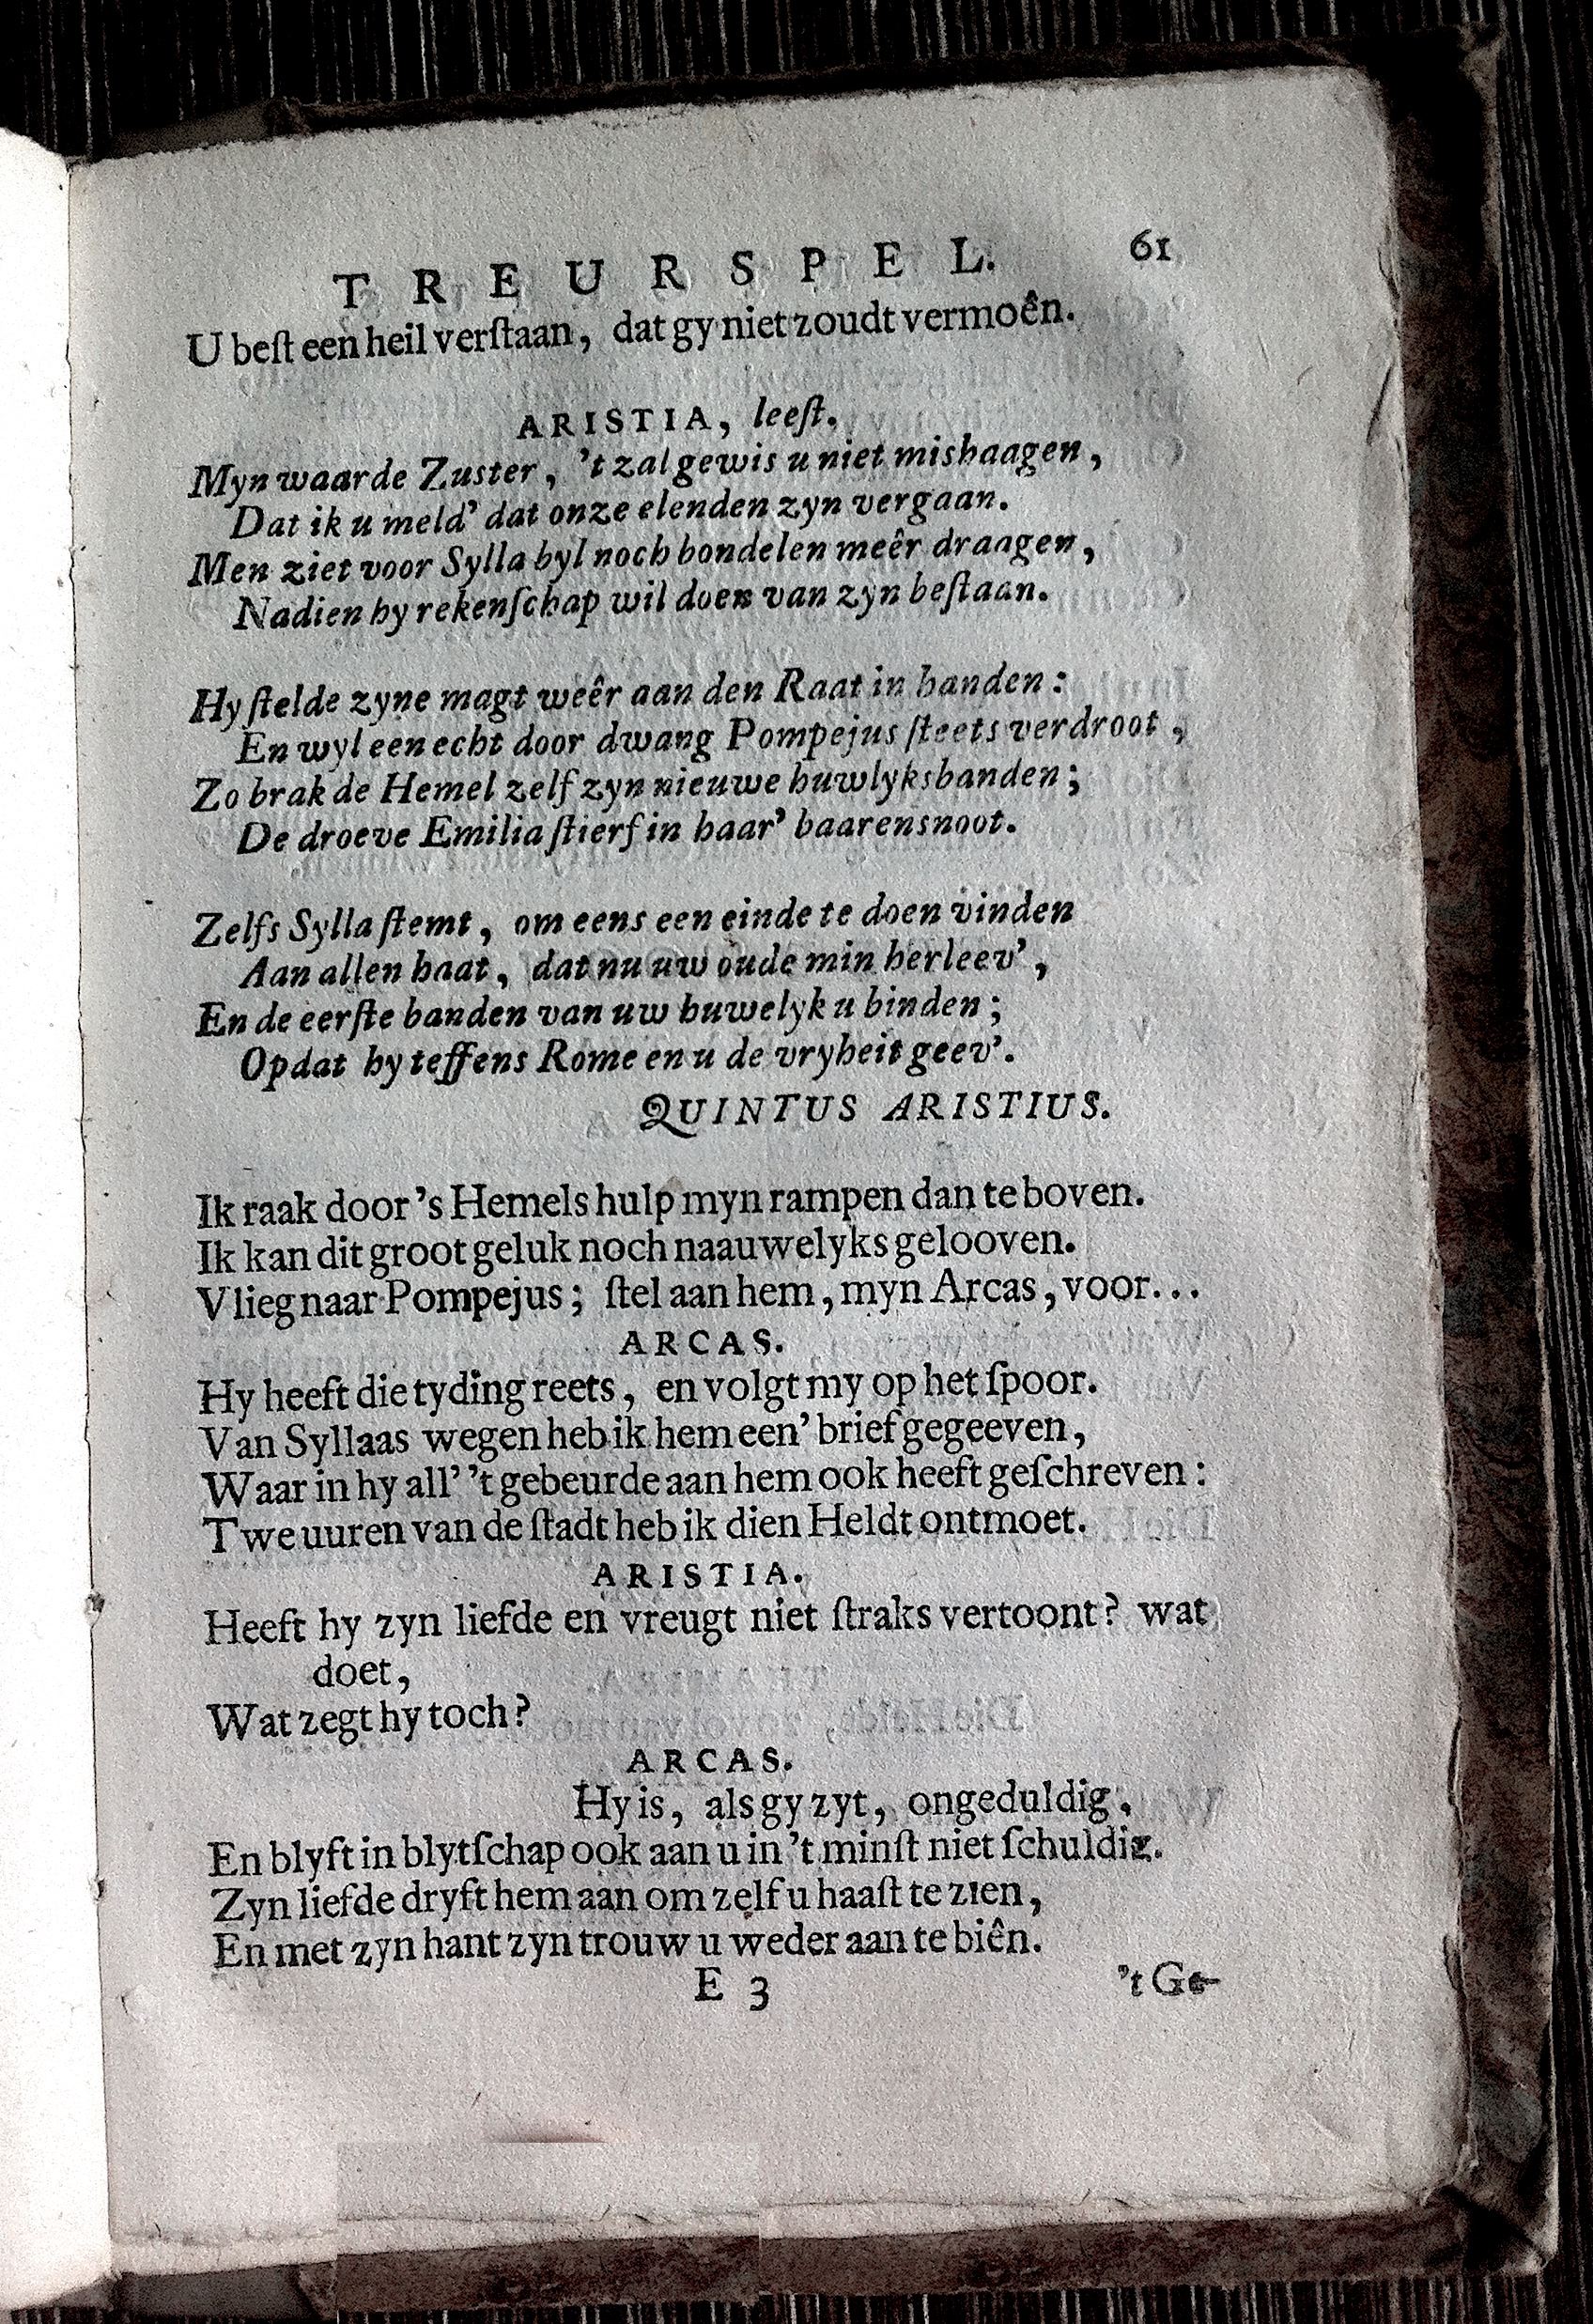 TREURSPEL. 61
U beſt een heil verſtaan, dat gy niet zoudt vermoên.
ARISTIA, leeſt.
Myn waarde Zuster, 't zal gewis u niet mishaagen,
Dat ik u meld' dat onze elenden zyn vergaan.
Men ziet voor Sylla byl noch bondelen meêr draagen,
Nadien hy rekenſchap wil doen van zyn beſtaan.
Hy ſtelde zyne magt weêr aan den Raat in handen:
En wyl een echt door dwang Pompejus ſteets verdroot,
Zo brak de Hemel zelf zyn nieuwe huwlyksbanden;
De droeve Emilia ſtierf in haar' baarensnoot.
Zelfs Sylla ſtemt, om eens een einde te doen vinden
Aan allen haat, dat nu uw oude min herleev',
En de eerſte banden van uw huwelyk u binden;
Opdat hy teffens Rome en u de vryheit geev'.
QUINTUS ARISTIUS.
Ik raak door 's Hemels hulp myn rampen dan te boven.
Ik kan dit groot geluk noch naauwelyks gelooven.
Vlieg naar Pompejus; ſtel aan hem, myn Arcas, voor...
ARCAS.
Hy heeft die tyding reets, en volgt my op het ſpoor.
Van Syllaas wegen heb ik hem een' brief gegeeven,
Waar in hy all' 't gebeurde aan hem ook heeft geſchreven:
Twe uuren van de ſtadt heb ik dien Heldt ontmoet.
ARISTIA.
Heeft hy zyn liefde en vreugt niet ſtraks vertoont? wat
doet,
Wat zegt hy toch?
ARCAS.
Hy is, als gy zyt, ongeduldig,
En blyft in blytſchap ook aan u in 't minſt niet ſchuldig.
Zyn liefde dryft hem aan om zelf u haaſt te zien,
En met zyn hant zyn trouw u weder aan te biên.
E 3 't Ge-